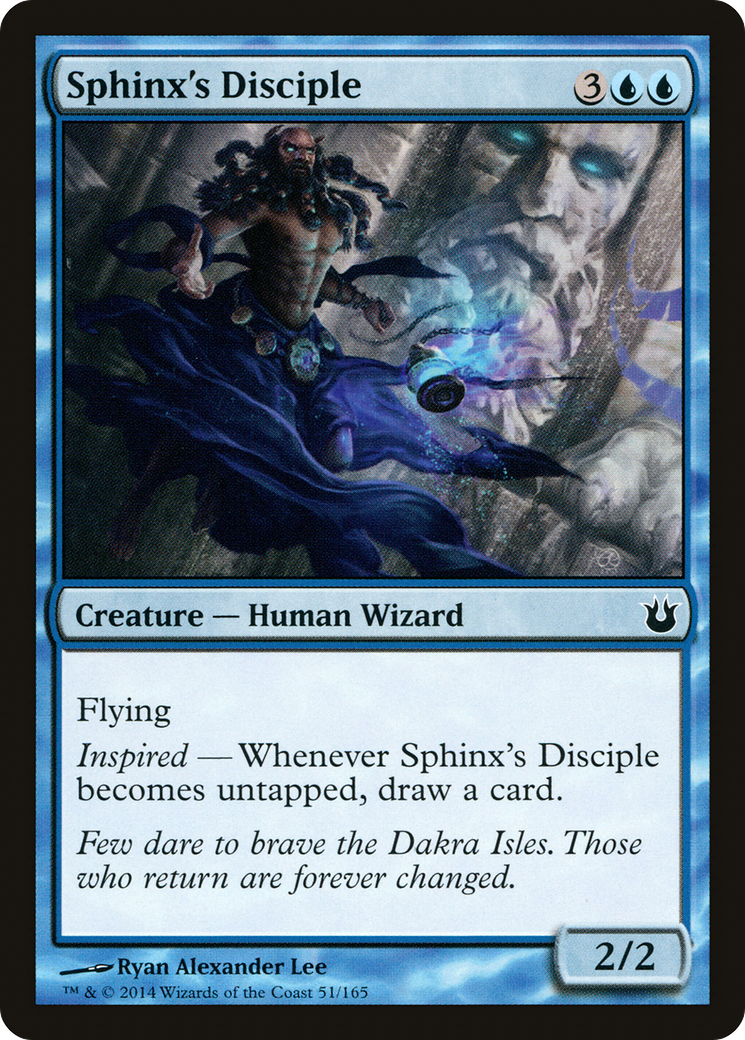 Sphinx's Disciple
3
Creature — Human Wizard
Flying
Inspired — Whenever Sphinx's Disciple
becomes untapped, draw a card.
Few dare to brave the Dakra Isles. Those
who return are forever changed.
2/2
Ryan Alexander Lee
™ & © 2014 Wizards of the Coast 51/165